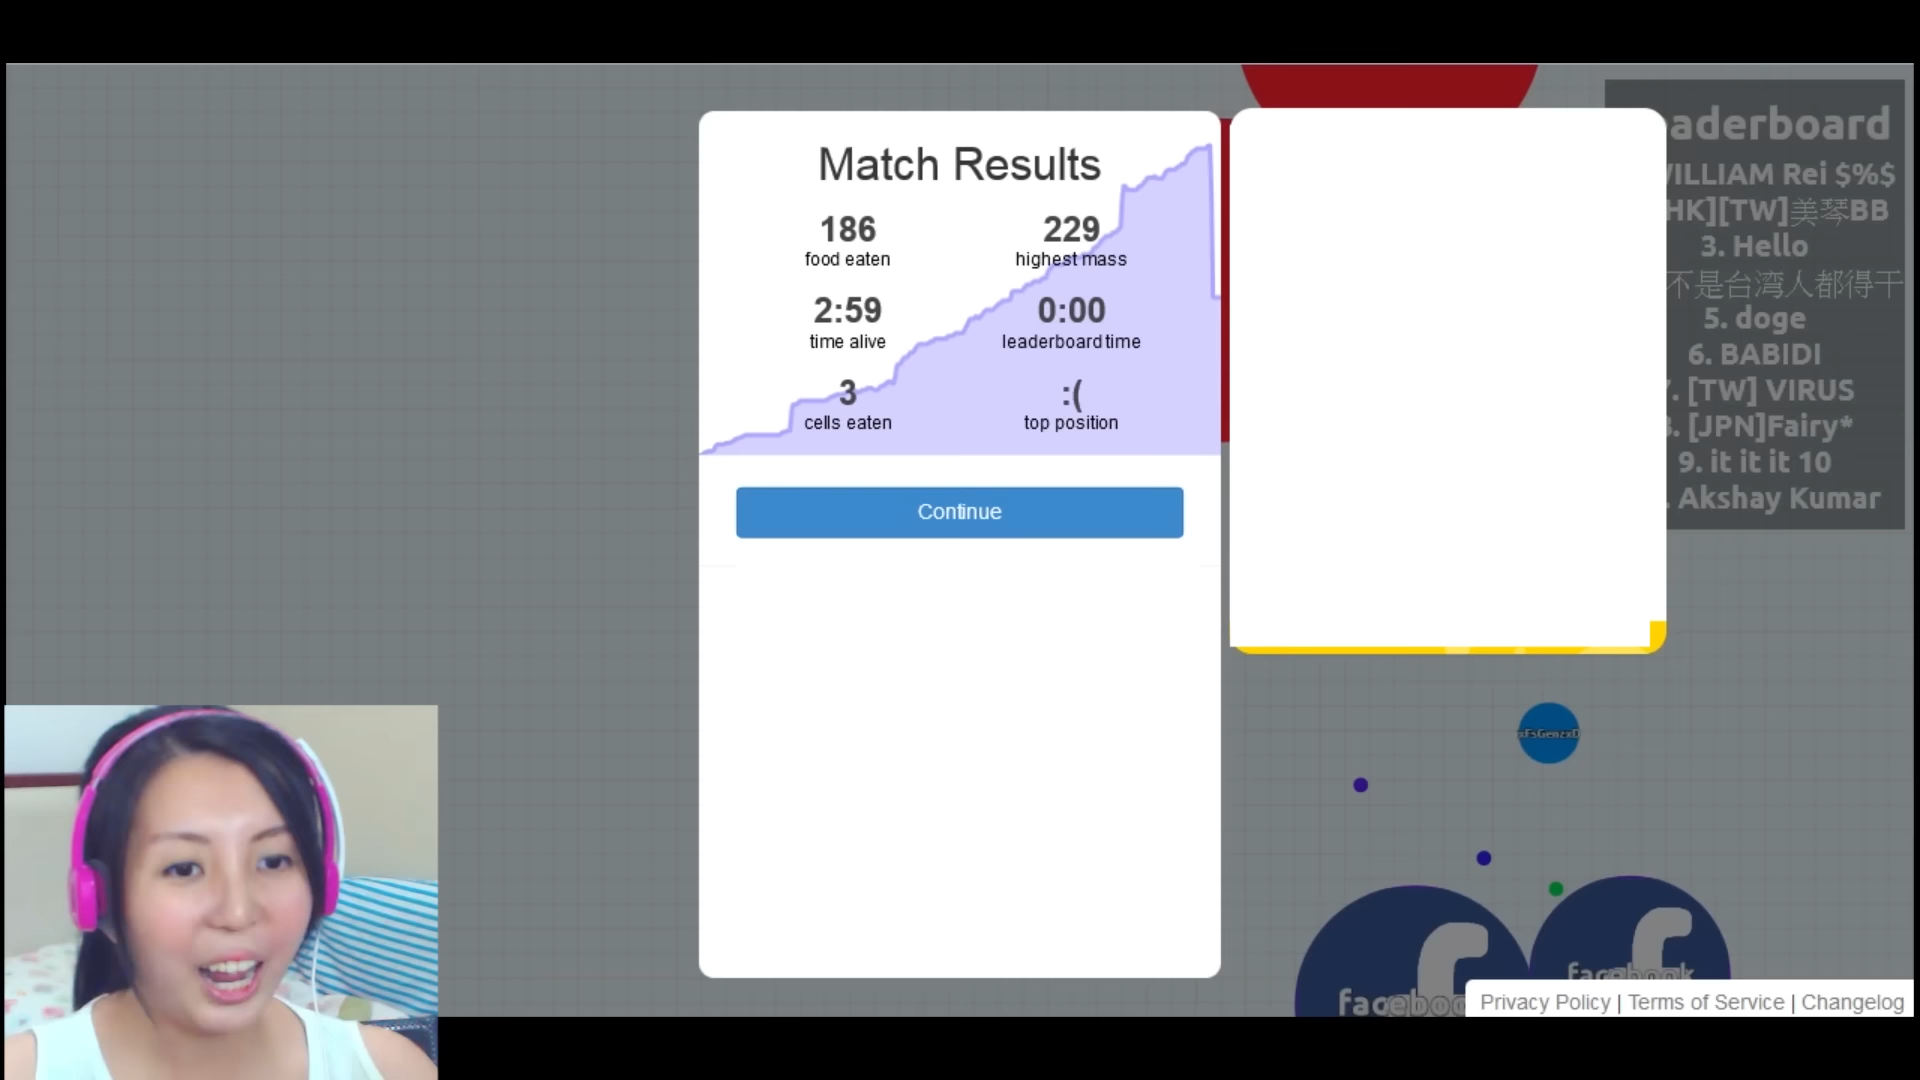 Match Results
186
food eaten
229
highest mass
2:59
time alive
0:00
leaderboard time
3
cells eaten
:(
top position
Continue
aderboard
ILLIAM Rei $%$
HK][TW]美琴BB
3. Hello
不是台湾人都得干
5. doge
6. BABIDI
. [TW] VIRUS
. [JPN]Fairy*
9. it it it 10
. Akshay Kumar
facebook
faceboo
Privacy Policy | Terms of Service | Changelog